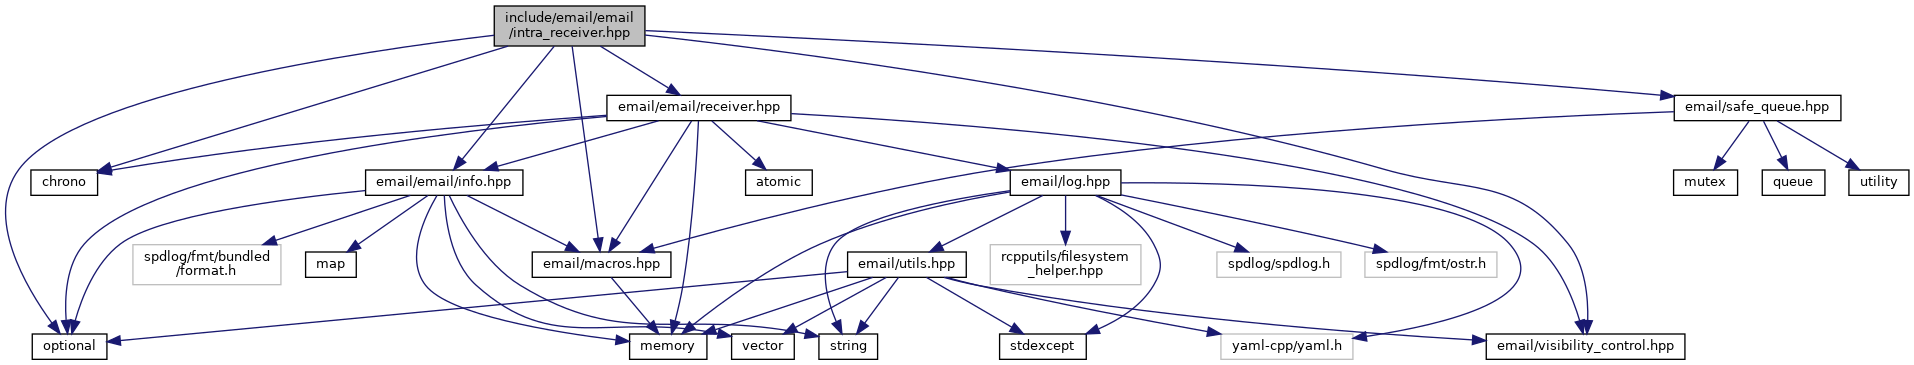 include/email/email
/intra_receiver.hpp
email/email/receiver.hpp
email/safe_queue.hpp
chrono
email/email/info.hpp
atomic
email/log.hpp
mutex
queue
utility
spdlog/fmt/bundled
/format.h
map
email/macros.hpp
email/utils.hpp
rcpputils/filesystem
_helper.hpp
spdlog/spdlog.h
spdlog/fmt/ostr.h
optional
memory
vector
string
stdexcept
yaml-cpp/yaml.h
email/visibility_control.hpp